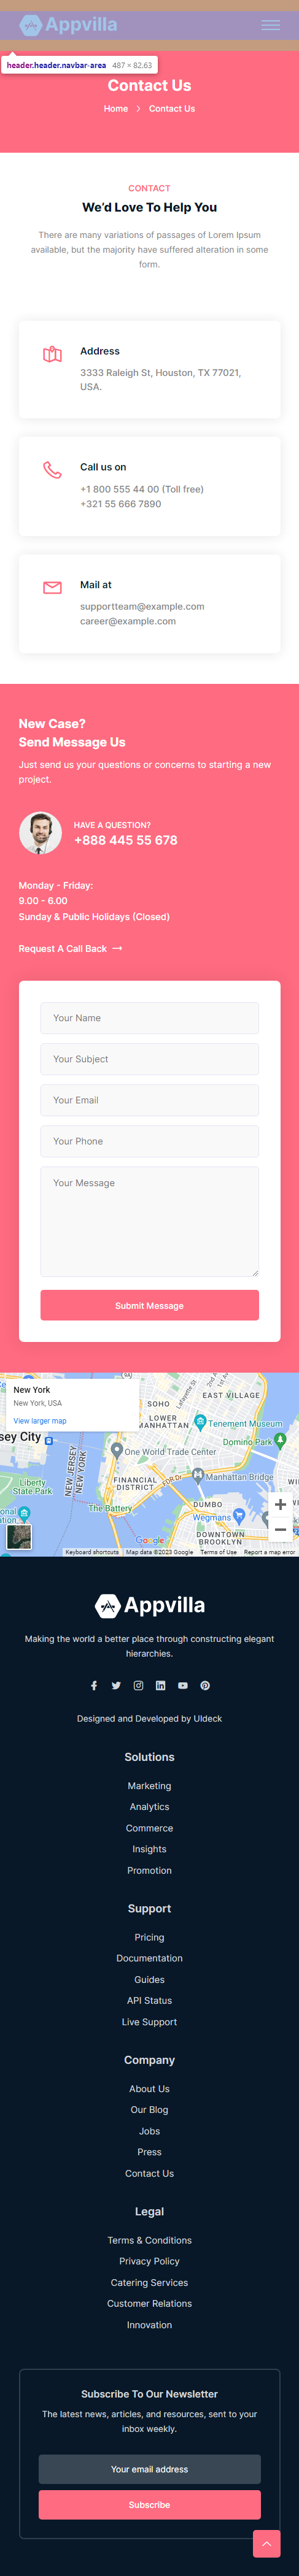 Appvilla
header.header.navbar-area 487 × 82.63
Contact Us
Home > Contact Us
CONTACT
We'd Love To Help You
There are many variations of passages of Lorem Ipsum
available, but the majority have suffered alteration in some
form.
Address
3333 Raleigh St, Houston, TX 77021,
USA.
Call us on
+1 800 555 44 00 (Toll free)
+321 55 666 7890
Mail at
supportteam@example.com
career@example.com
New Case?
Send Message Us
Just send us your questions or concerns to starting a new
project.
HAVE A QUESTION?
+888 445 55 678
Monday - Friday:
9.00 - 6.00
Sunday & Public Holidays (Closed)
Request A Call Back →
Your Name
Your Subject
Your Email
Your Phone
Your Message
Submit Message
New York
New York, USA
View larger map
SOHO
EAST VILLAGE
Lafayette St
2nd Ave
LOWER
MANHATTAN
Tenement Museum
sey City
Domino Park
One World Trade Center
NEW JERSEY
NEW YORK
Liberty
State Park
FINANCIAL
DISTRICT
Manhattan Bridge
The Battery
DUMBO
Wegmans
DOWNTOWN
BROOKLYN
Google
Keyboard shortcuts
Map data ©2023 Google
Terms of Use
Report a map error
Appvilla
Making the world a better place through constructing elegant
hierarchies.
Designed and Developed by UIdeck
Solutions
Marketing
Analytics
Commerce
Insights
Promotion
Support
Pricing
Documentation
Guides
API Status
Live Support
Company
About Us
Our Blog
Jobs
Press
Contact Us
Legal
Terms & Conditions
Privacy Policy
Catering Services
Customer Relations
Innovation
Subscribe To Our Newsletter
The latest news, articles, and resources, sent to your
inbox weekly.
Your email address
Subscribe